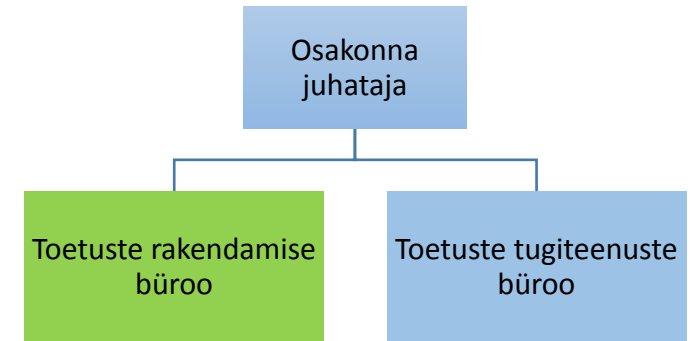 Osakonna
juhataja
Toetuste rakendamise
büroo
Toetuste tugiteenuste
büroo